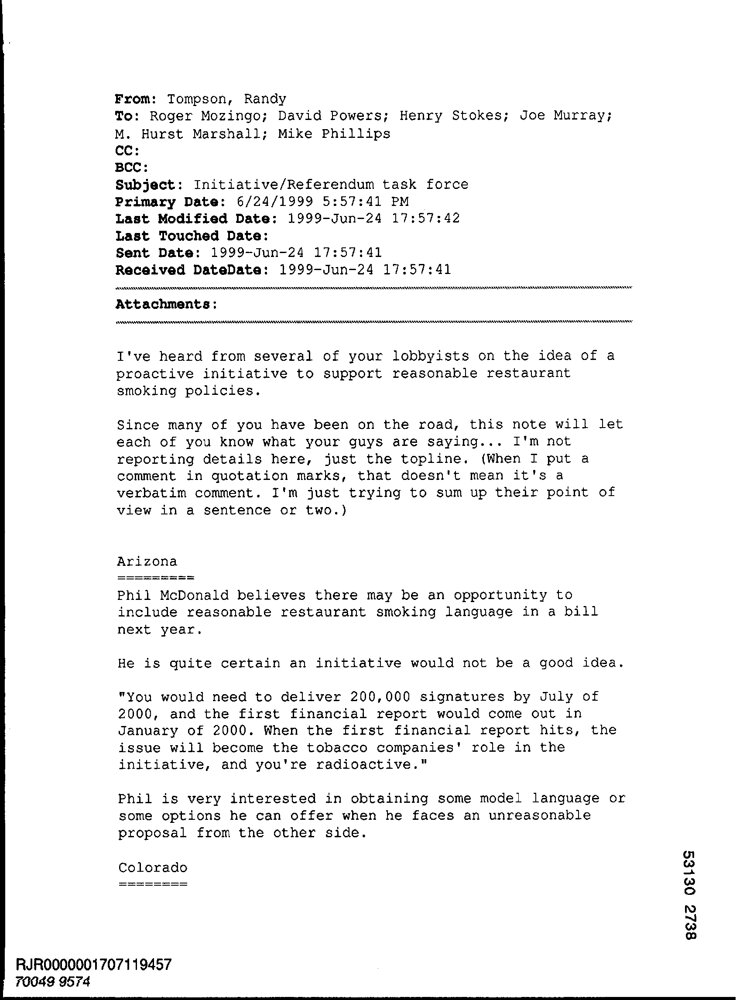 From: Tompson, Randy
To: Roger Mozingo; David Powers; Henry Stokes; Joe Murray;
M. Hurst Marshall; Mike Phillips
CC:
BCC:
Subject: Initiative/Referendum task force
Primary Date: 6/24/1999 5:57:41 PM
Last Modified Date: 1999-Jun-24 17:57:42
Last Touched Date:
Sent Date: 1999-Jun-24 17:57:41
Received DateDate: 1999-Jun-24 17:57:41
Attachments:
I've heard from several of your lobbyists on the idea of a
proactive initiative to support reasonable restaurant
smoking policies.
Since many of you have been on the road, this note will let
each of you know what your guys are saying... I'm not
reporting details here, just the topline. (When I put a
comment in quotation marks, that doesn't mean it's a
verbatim comment. I'm just trying to sum up their point of
view in a sentence or two.)
Arizona
=========
Phil McDonald believes there may be an opportunity to
include reasonable restaurant smoking language in a bill
next year.
He is quite certain an initiative would not be a good idea.
"You would need to deliver 200,000 signatures by July of
2000, and the first financial report would come out in
January of 2000. When the first financial report hits, the
issue will become the tobacco companies' role in the
initiative, and you're radioactive."
Phil is very interested in obtaining some model language or
some options he can offer when he faces an unreasonable
proposal from the other side.
Colorado
========
53130 2738
RJR0000001707119457
70049 9574